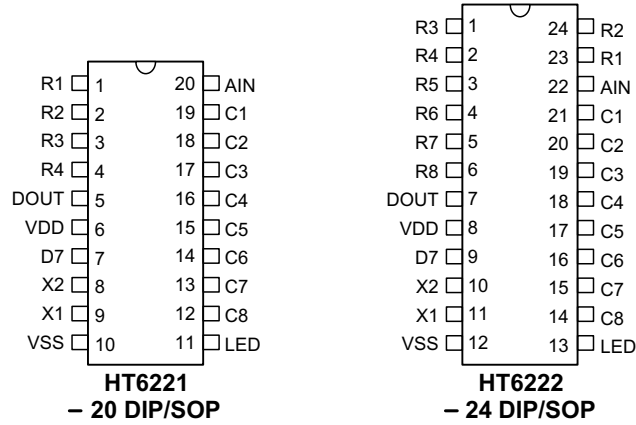 R1 1 20 AIN
R2 2 19 C1
R3 3 18 C2
R4 4 17 C3
DOUT 5 16 C4
VDD 6 15 C5
D7 7 14 C6
X2 8 13 C7
X1 9 12 C8
VSS 10 11 LED
HT6221
– 20 DIP/SOP
R3 1 24 R2
R4 2 23 R1
R5 3 22 AIN
R6 4 21 C1
R7 5 20 C2
R8 6 19 C3
DOUT 7 18 C4
VDD 8 17 C5
D7 9 16 C6
X2 10 15 C7
X1 11 14 C8
VSS 12 13 LED
HT6222
– 24 DIP/SOP